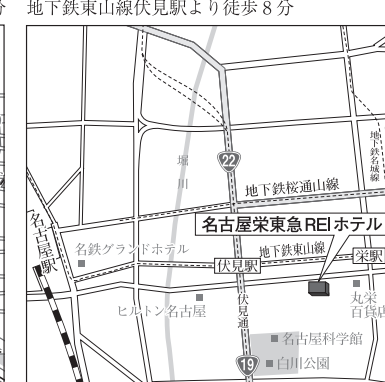 分
地下鉄東山線伏見駅より徒歩8分
堀川
22
地下鉄名城線
地下鉄桜通山線
名古屋栄東急REIホテル
名古屋駅
名鉄グランドホテル
地下鉄東山線
栄駅
伏見駅
ヒルトン名古屋
伏見通
丸栄
百貨店
名古屋科学館
19
白川公園